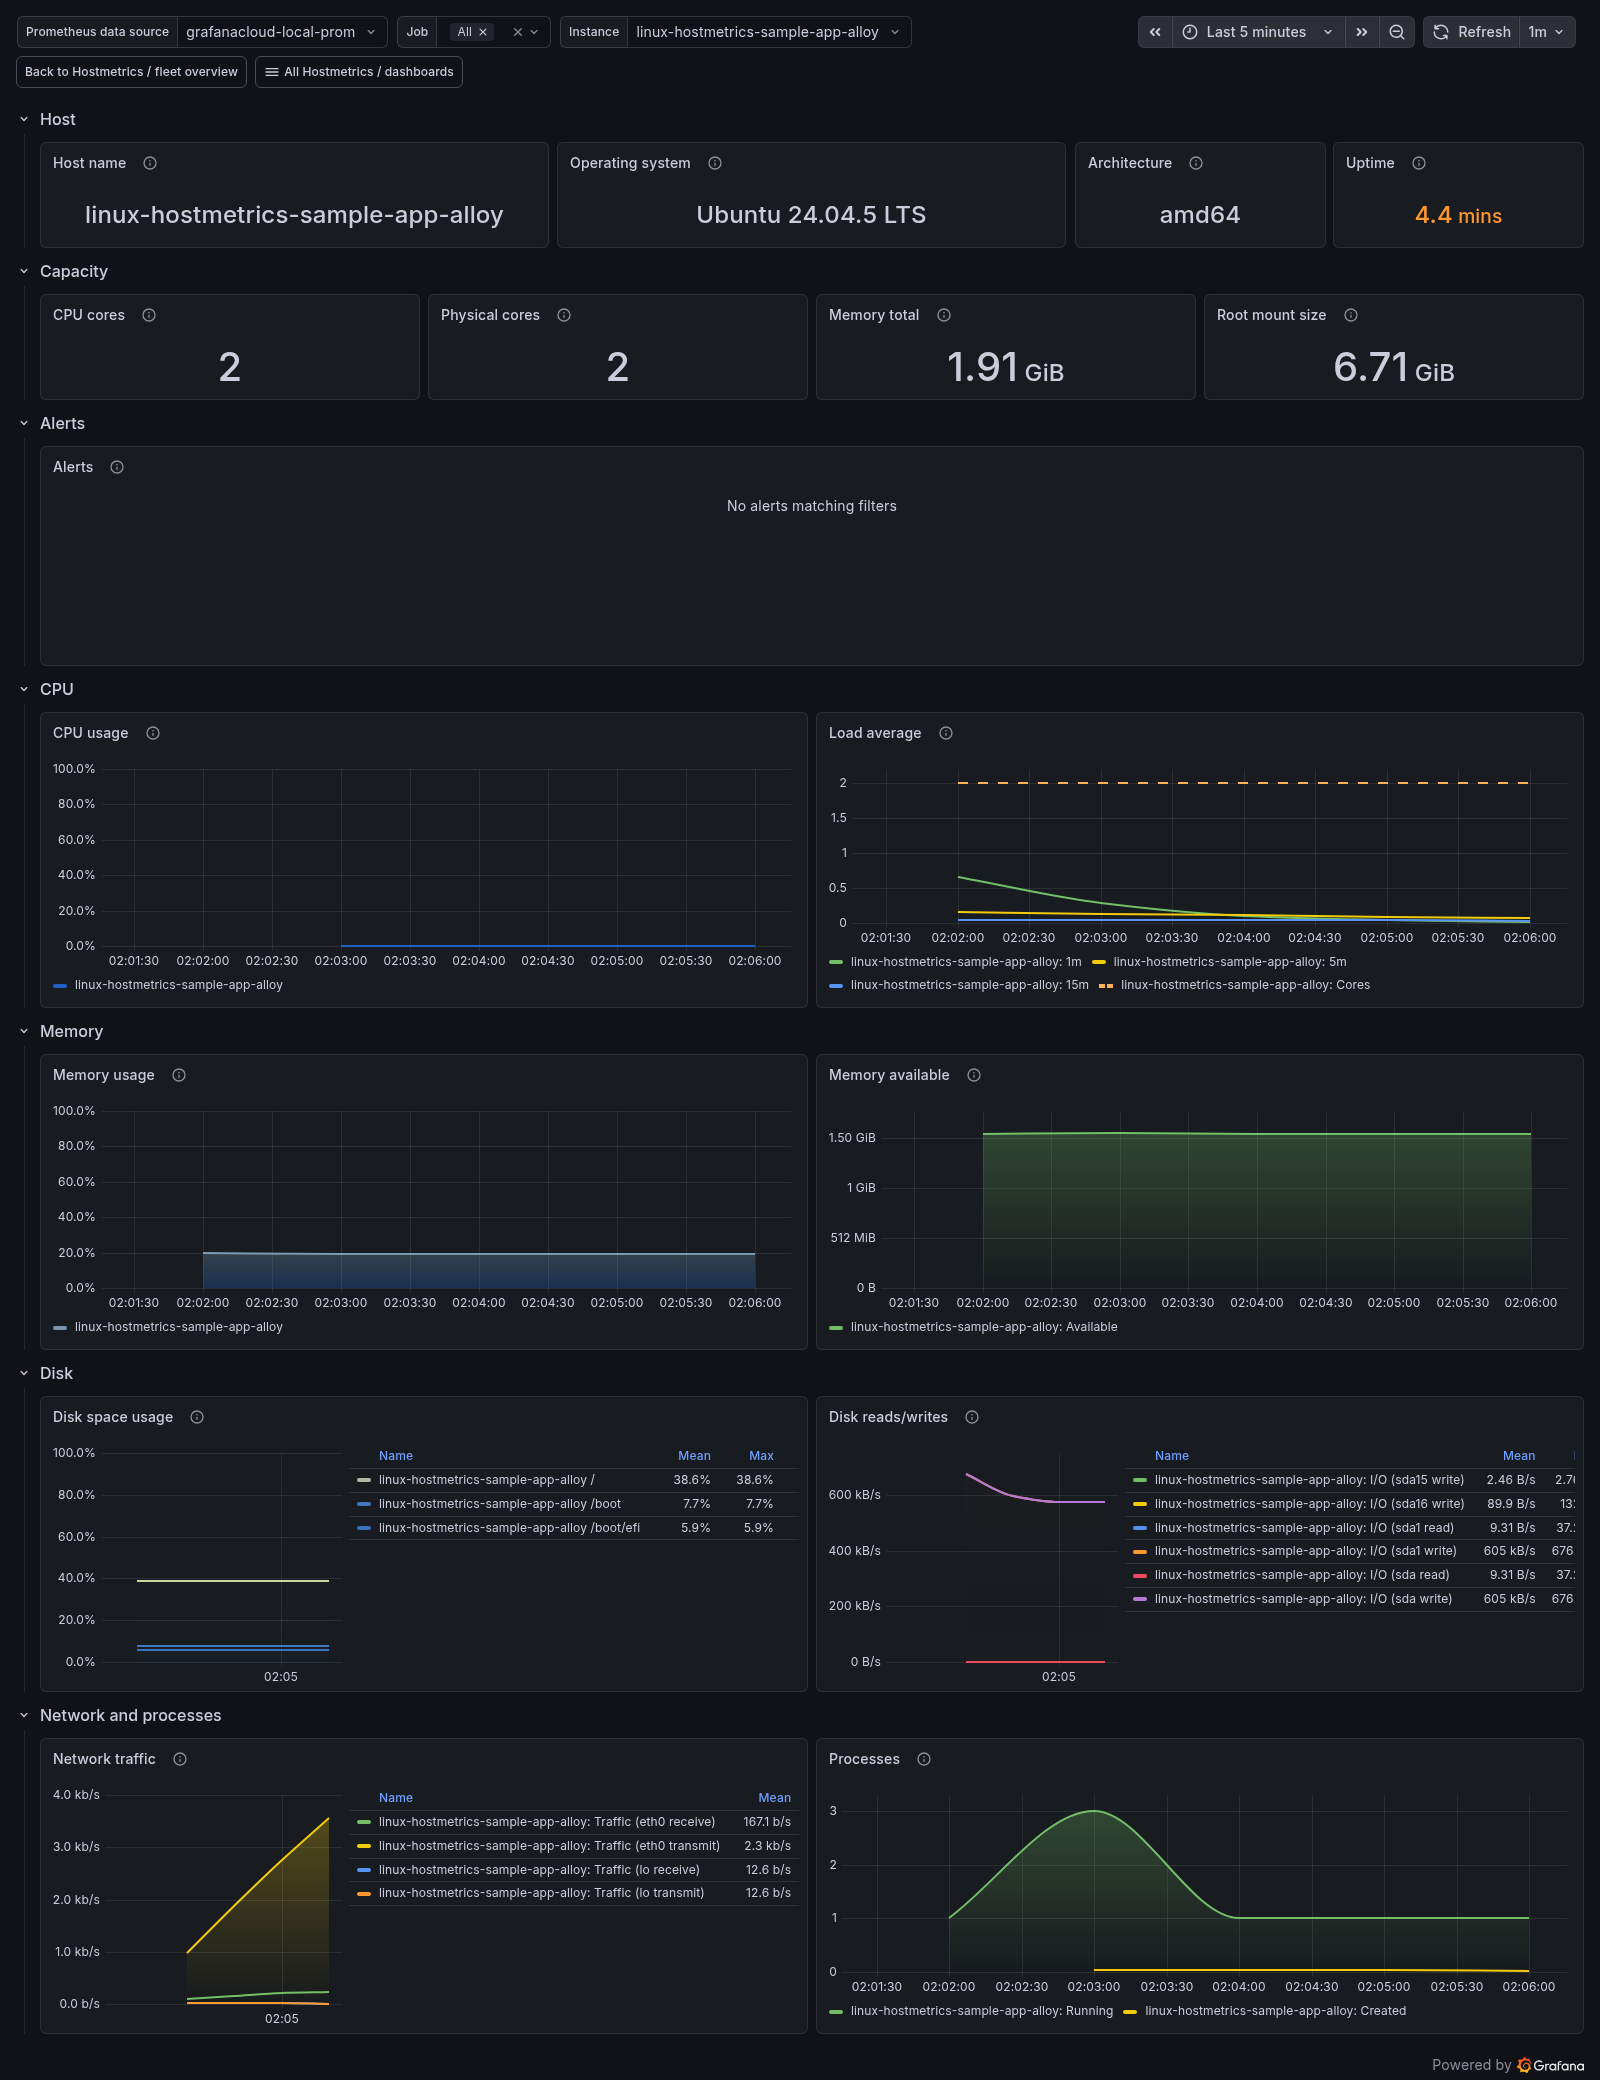 Prometheus data source grafanacloud-local-prom Job All Instance linux-hostmetrics-sample-app-alloy Last 5 minutes Refresh 1m
Back to Hostmetrics / fleet overview All Hostmetrics / dashboards
Host
Host name Operating system Architecture Uptime
linux-hostmetrics-sample-app-alloy Ubuntu 24.04.5 LTS amd64 4.4 mins
Capacity
CPU cores Physical cores Memory total Root mount size
2 2 1.91 GiB 6.71 GiB
Alerts
Alerts
No alerts matching filters
CPU
CPU usage
100.0%
80.0%
60.0%
40.0%
20.0%
0.0%
02:01:30 02:02:00 02:02:30 02:03:00 02:03:30 02:04:00 02:04:30 02:05:00 02:05:30 02:06:00
linux-hostmetrics-sample-app-alloy
Load average
2
1.5
1
0.5
0
02:01:30 02:02:00 02:02:30 02:03:00 02:03:30 02:04:00 02:04:30 02:05:00 02:05:30 02:06:00
linux-hostmetrics-sample-app-alloy: 1m linux-hostmetrics-sample-app-alloy: 5m
linux-hostmetrics-sample-app-alloy: 15m linux-hostmetrics-sample-app-alloy: Cores
Memory
Memory usage
100.0%
80.0%
60.0%
40.0%
20.0%
0.0%
02:01:30 02:02:00 02:02:30 02:03:00 02:03:30 02:04:00 02:04:30 02:05:00 02:05:30 02:06:00
linux-hostmetrics-sample-app-alloy
Memory available
1.50 GiB
1 GiB
512 MiB
0 B
02:01:30 02:02:00 02:02:30 02:03:00 02:03:30 02:04:00 02:04:30 02:05:00 02:05:30 02:06:00
linux-hostmetrics-sample-app-alloy: Available
Disk
Disk space usage
100.0%
80.0%
60.0%
40.0%
20.0%
0.0%
02:05
Name Mean Max
linux-hostmetrics-sample-app-alloy / 38.6% 38.6%
linux-hostmetrics-sample-app-alloy /boot 7.7% 7.7%
linux-hostmetrics-sample-app-alloy /boot/efi 5.9% 5.9%
Disk reads/writes
600 kB/s
400 kB/s
200 kB/s
0 B/s
02:05
Name Mean
linux-hostmetrics-sample-app-alloy: I/O (sda15 write) 2.46 B/s
linux-hostmetrics-sample-app-alloy: I/O (sda16 write) 89.9 B/s
linux-hostmetrics-sample-app-alloy: I/O (sda1 read) 9.31 B/s
linux-hostmetrics-sample-app-alloy: I/O (sda1 write) 605 kB/s 676
linux-hostmetrics-sample-app-alloy: I/O (sda read) 9.31 B/s
linux-hostmetrics-sample-app-alloy: I/O (sda write) 605 kB/s 676
Network and processes
Network traffic
4.0 kb/s
3.0 kb/s
2.0 kb/s
1.0 kb/s
0.0 b/s
02:05
Name Mean
linux-hostmetrics-sample-app-alloy: Traffic (eth0 receive) 167.1 b/s
linux-hostmetrics-sample-app-alloy: Traffic (eth0 transmit) 2.3 kb/s
linux-hostmetrics-sample-app-alloy: Traffic (lo receive) 12.6 b/s
linux-hostmetrics-sample-app-alloy: Traffic (lo transmit) 12.6 b/s
Processes
3
2
1
0
02:01:30 02:02:00 02:02:30 02:03:00 02:03:30 02:04:00 02:04:30 02:05:00 02:05:30 02:06:00
linux-hostmetrics-sample-app-alloy: Running linux-hostmetrics-sample-app-alloy: Created
Powered by Grafana